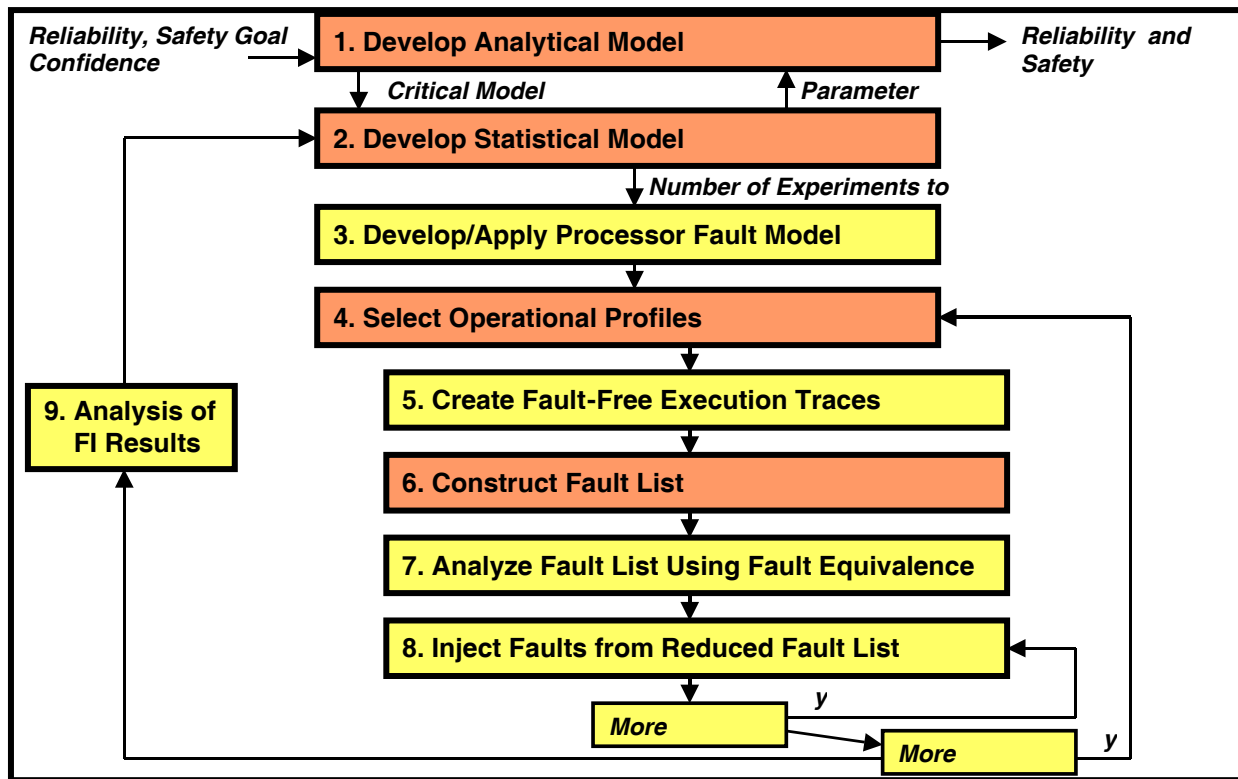 Reliability, Safety Goal
Confidence
1. Develop Analytical Model
Reliability and
Safety
Critical Model
Parameter
2. Develop Statistical Model
Number of Experiments to
3. Develop/Apply Processor Fault Model
4. Select Operational Profiles
5. Create Fault-Free Execution Traces
9. Analysis of
FI Results
6. Construct Fault List
7. Analyze Fault List Using Fault Equivalence
8. Inject Faults from Reduced Fault List
y
More
More
y